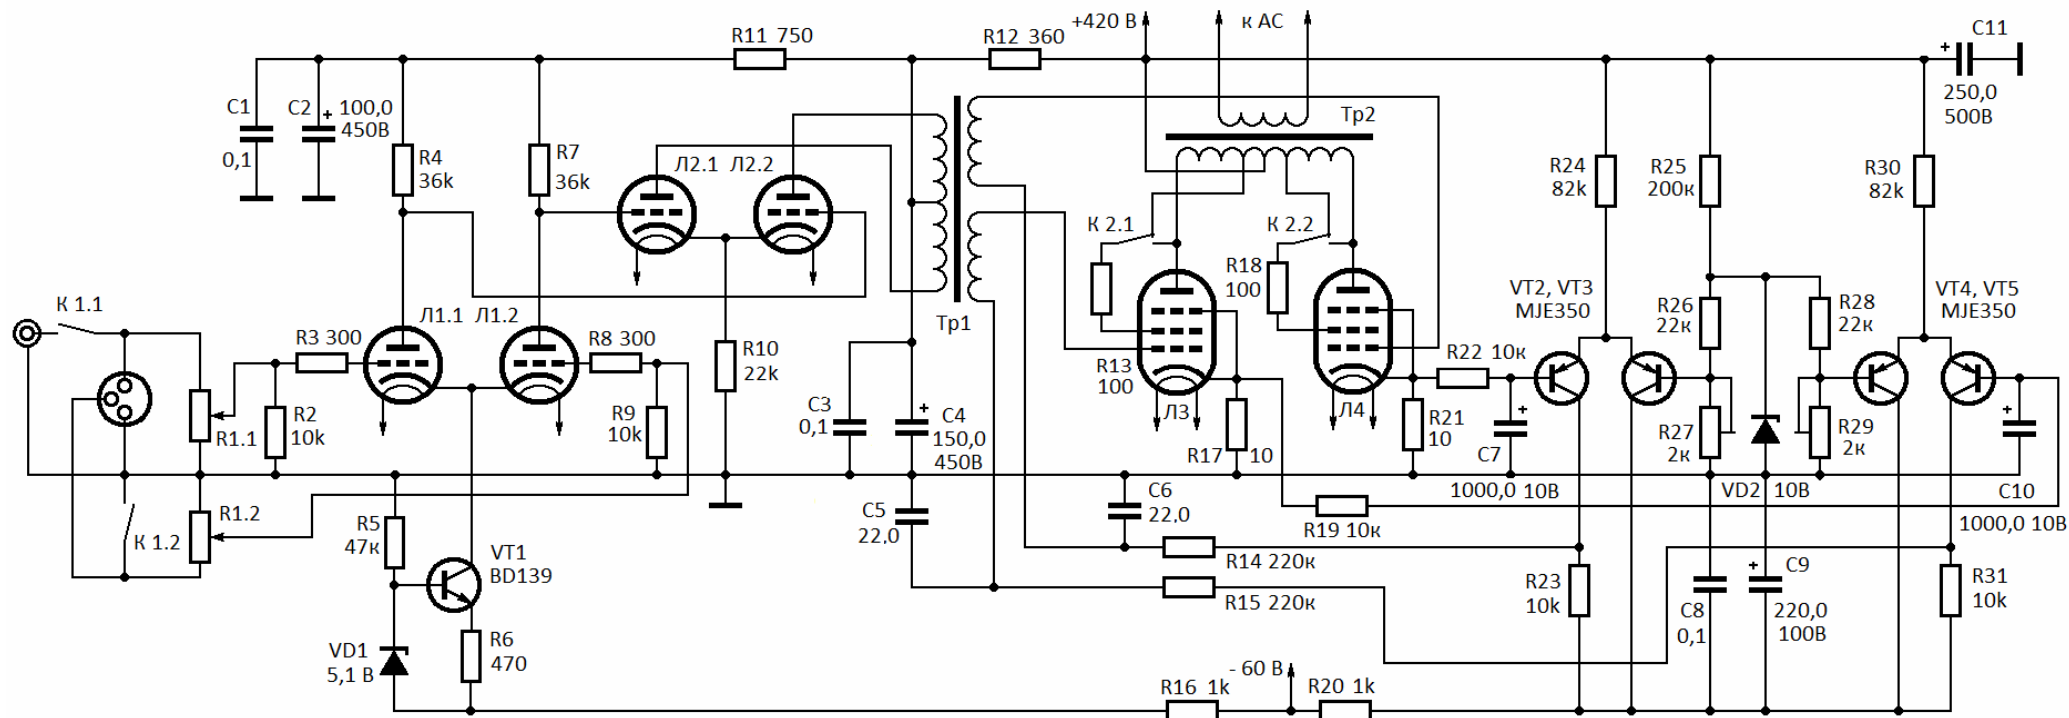 +420 В
к АС
R11 750
R12 360
C11
+
250,0
500В
C1
0,1
C2
+
100,0
450В
R4
36k
R7
36k
Л2.1
Л2.2
Тр2
R24
82k
R25
200к
R30
82k
К 2.1
К 2.2
R18
100
К 1.1
R3 300
Л1.1
Л1.2
R8 300
Тр1
VT2, VT3
MJE350
R26
22к
R28
22к
VT4, VT5
MJE350
R13
100
R22 10к
R10
22k
R1.1
R2
10k
R9
10k
C3
0,1
+
C4
150,0
450В
Л3
Л4
R17
10
R21
10
+
C7
1000,0 10В
R27
2к
VD2
10В
R29
2к
+
C10
1000,0 10В
R1.2
К 1.2
R5
47к
VT1
BD139
C5
22,0
C6
22,0
R19 10к
R14 220к
R15 220к
R23
10k
C8
0,1
+
C9
220,0
100В
R31
10k
VD1
5,1 В
R6
470
- 60 В
R16 1k
R20 1k